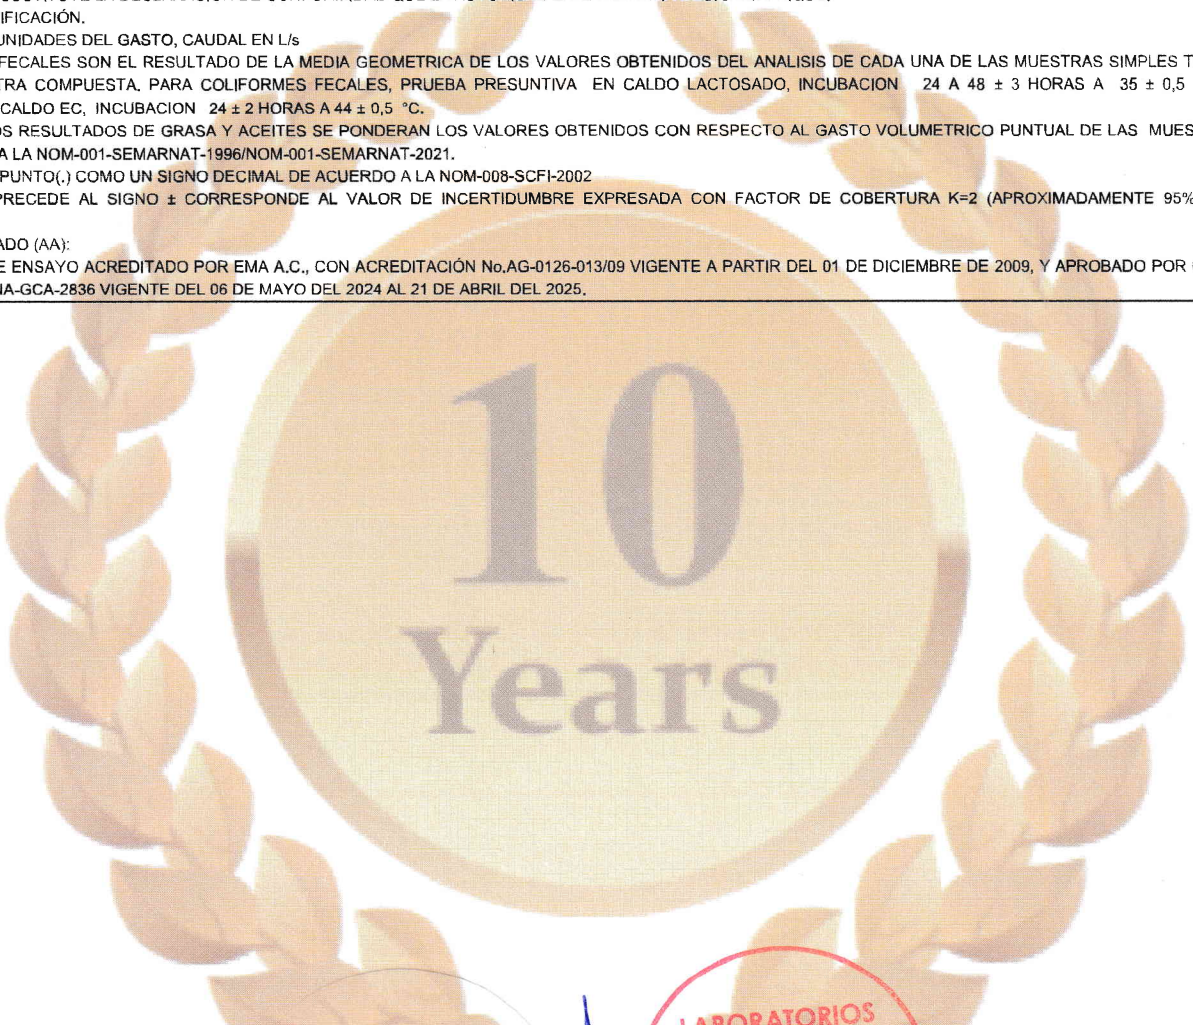 IFICACIÓN.
UNIDADES DEL GASTO, CAUDAL EN L/s
FECALES SON EL RESULTADO DE LA MEDIA GEOMETRICA DE LOS VALORES OBTENIDOS DEL ANALISIS DE CADA UNA DE LAS MUESTRAS SIMPLES T
TRA COMPUESTA. PARA COLIFORMES FECALES, PRUEBA PRESUNTIVA EN CALDO LACTOSADO, INCUBACION 24 A 48 ± 3 HORAS A 35 ± 0,5
CALDO EC, INCUBACION 24 ± 2 HORAS A 44 ± 0,5 °C.
OS RESULTADOS DE GRASA Y ACEITES SE PONDERAN LOS VALORES OBTENIDOS CON RESPECTO AL GASTO VOLUMETRICO PUNTUAL DE LAS MUES
A LA NOM-001-SEMARNAT-1996/NOM-001-SEMARNAT-2021.
PUNTO(.) COMO UN SIGNO DECIMAL DE ACUERDO A LA NOM-008-SCFI-2002
PRECEDE AL SIGNO ± CORRESPONDE AL VALOR DE INCERTIDUMBRE EXPRESADA CON FACTOR DE COBERTURA K=2 (APROXIMADAMENTE 95%
ADO (AA):
E ENSAYO ACREDITADO POR EMA A.C., CON ACREDITACIÓN No.AG-0126-013/09 VIGENTE A PARTIR DEL 01 DE DICIEMBRE DE 2009, Y APROBADO POR
NA-GCA-2836 VIGENTE DEL 06 DE MAYO DEL 2024 AL 21 DE ABRIL DEL 2025.
10
Years
LABORATORIOS